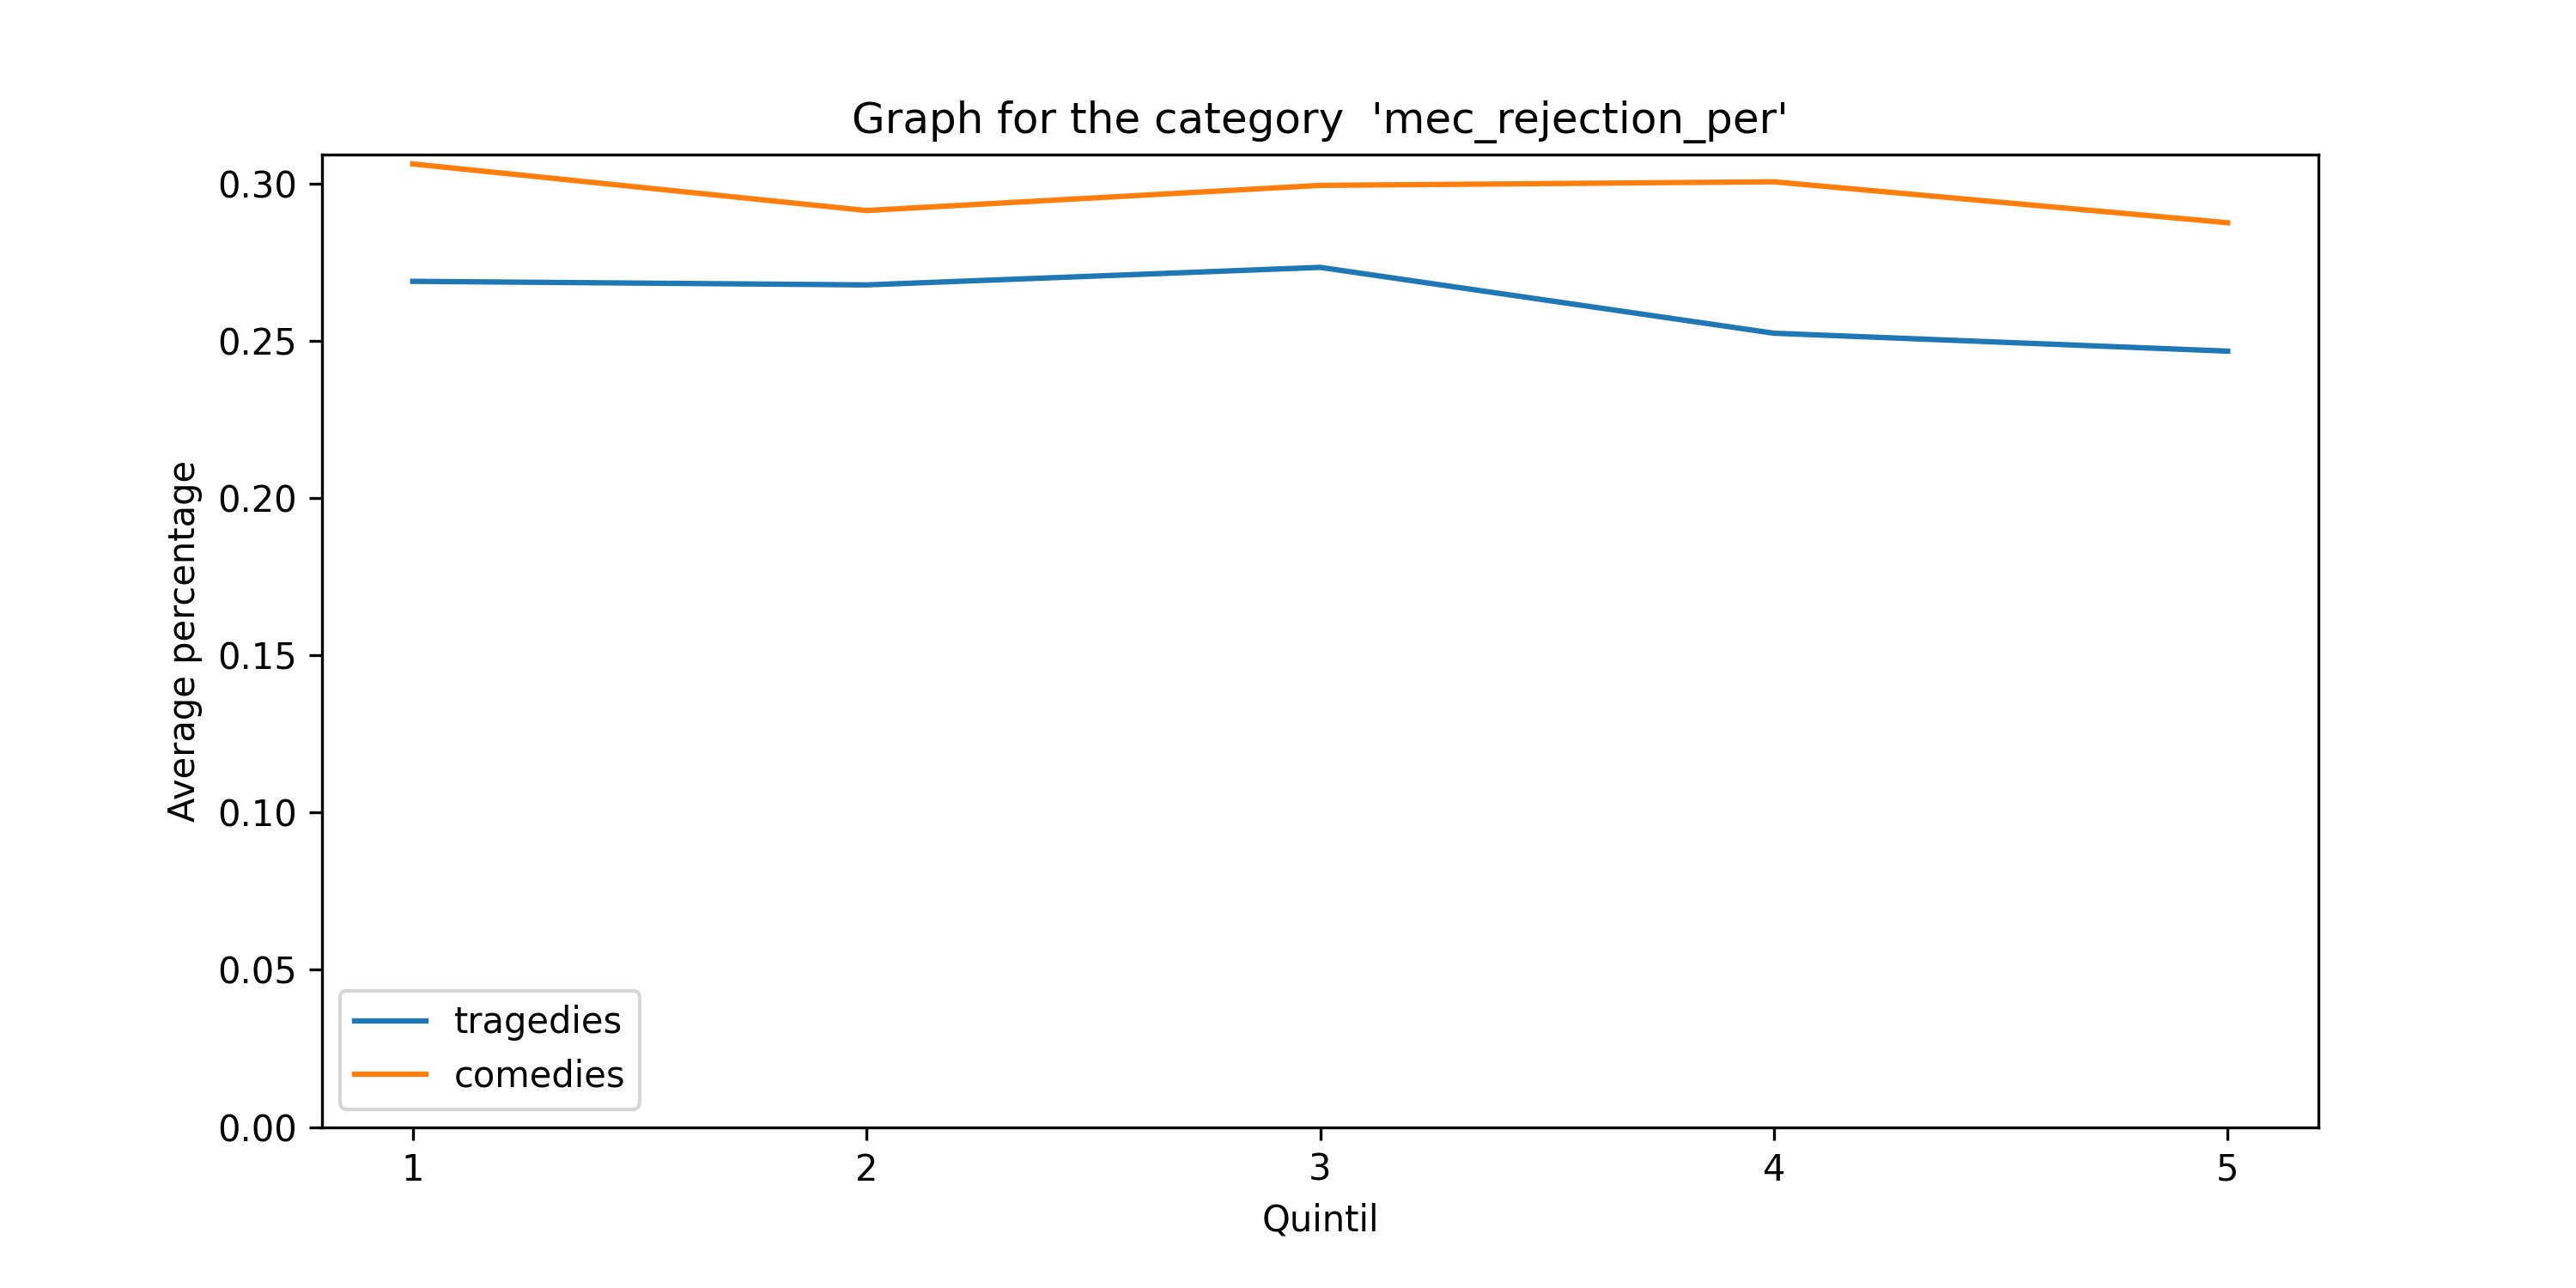 Graph for the category  'mec_rejection_per'
0.30
0.25
0.20
0.15
0.10
0.05
0.00
Average percentage
tragedies
comedies
1 2 3 4 5
Quintil